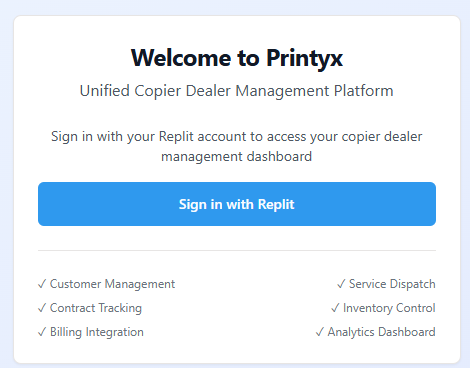 Welcome to Printyx
Unified Copier Dealer Management Platform
Sign in with your Replit account to access your copier dealer
management dashboard
Sign in with Replit
✓ Customer Management
✓ Service Dispatch
✓ Contract Tracking
✓ Inventory Control
✓ Billing Integration
✓ Analytics Dashboard